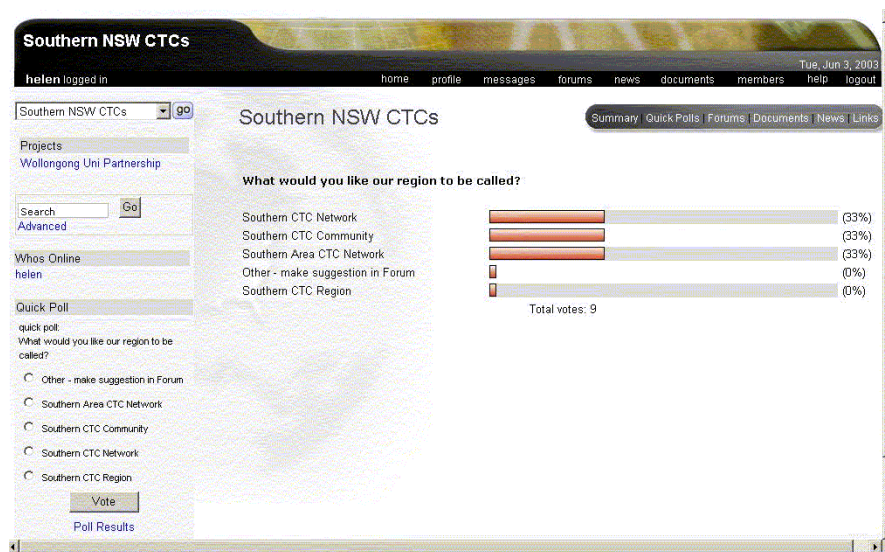 Southern NSW CTCs
Tue, Jun 3, 2003
helen logged in
home profile messages forums news documents members help logout
Southern NSW CTCs go
Projects
Wollongong Uni Partnership
Search Go
Advanced
Whos Online
helen
Quick Poll
quick poll:
What would you like our region to be
called?
Other - make suggestion in Forum
Southern Area CTC Network
Southern CTC Community
Southern CTC Network
Southern CTC Region
Vote
Poll Results
Southern NSW CTCs
Summary | Quick Polls | Forums | Documents | News | Links
What would you like our region to be called?
Southern CTC Network (33%)
Southern CTC Community (33%)
Southern Area CTC Network (33%)
Other - make suggestion in Forum (0%)
Southern CTC Region (0%)
Total votes: 9